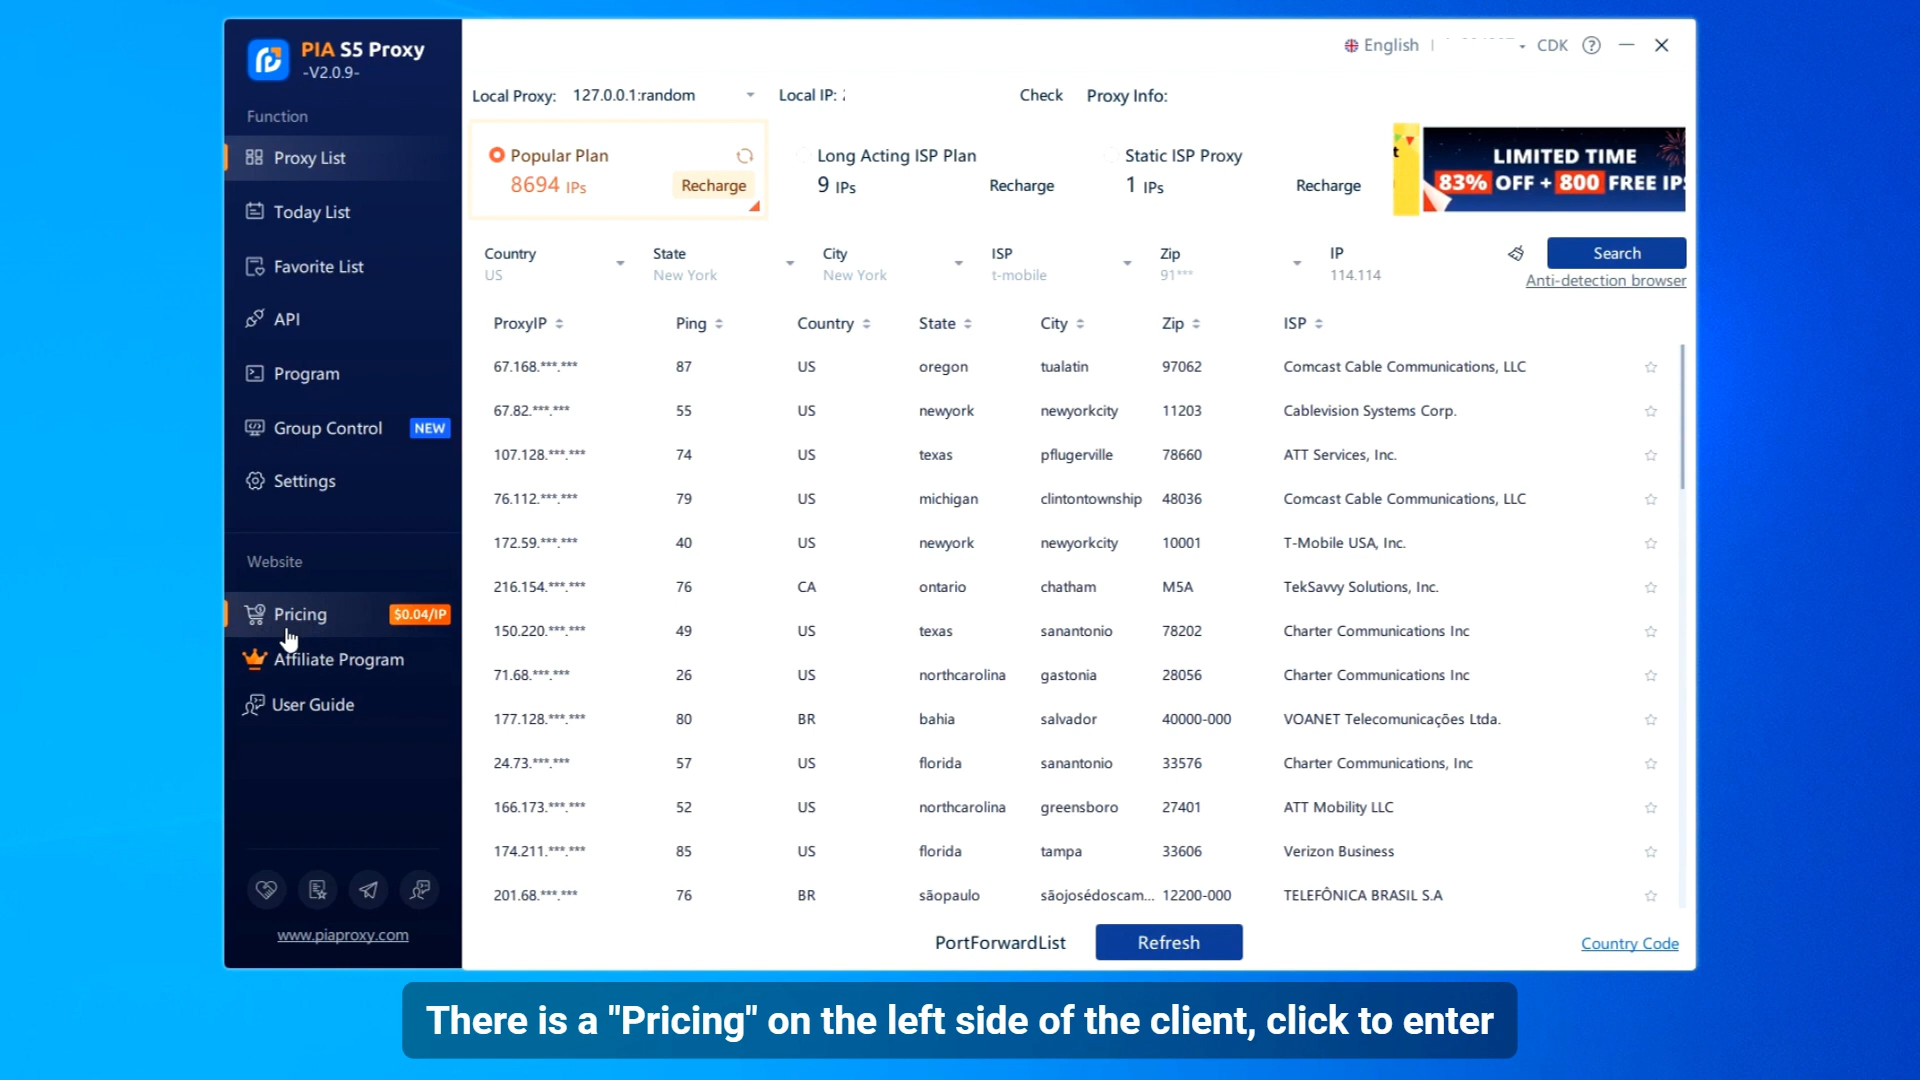 PIA S5 Proxy
-V2.0.9-
English
CDK
Local Proxy: 127.0.0.1:random
Local IP:
Check
Proxy Info:
Function
Proxy List
Today List
Favorite List
API
Program
Group Control NEW
Settings
Website
Pricing $0.04/IP
Affiliate Program
User Guide
www.piaproxy.com
Popular Plan
8694 IPs Recharge
Long Acting ISP Plan
9 IPs Recharge
Static ISP Proxy
1 IPs Recharge
LIMITED TIME
83% OFF + 800 FREE IPS
Country State City ISP Zip IP
US New York New York t-mobile 91*** 114.114
Search
Anti-detection browser
ProxyIP Ping Country State City Zip ISP
67.168.***.*** 87 US oregon tualatin 97062 Comcast Cable Communications, LLC
67.82.***.*** 55 US newyork newyorkcity 11203 Cablevision Systems Corp.
107.128.***.*** 74 US texas pflugerville 78660 ATT Services, Inc.
76.112.***.*** 79 US michigan clintontownship 48036 Comcast Cable Communications, LLC
172.59.***.*** 40 US newyork newyorkcity 10001 T-Mobile USA, Inc.
216.154.***.*** 76 CA ontario chatham M5A TekSavvy Solutions, Inc.
150.220.***.*** 49 US texas sanantonio 78202 Charter Communications Inc
71.68.***.*** 26 US northcarolina gastonia 28056 Charter Communications Inc
177.128.***.*** 80 BR bahia salvador 40000-000 VOANET Telecomunicações Ltda.
24.73.***.*** 57 US florida sanantonio 33576 Charter Communications, Inc
166.173.***.*** 52 US northcarolina greensboro 27401 ATT Mobility LLC
174.211.***.*** 85 US florida tampa 33606 Verizon Business
201.68.***.*** 76 BR sãopaulo sãojosédoscam... 12200-000 TELEFÔNICA BRASIL S.A
PortForwardList Refresh Country Code
There is a "Pricing" on the left side of the client, click to enter